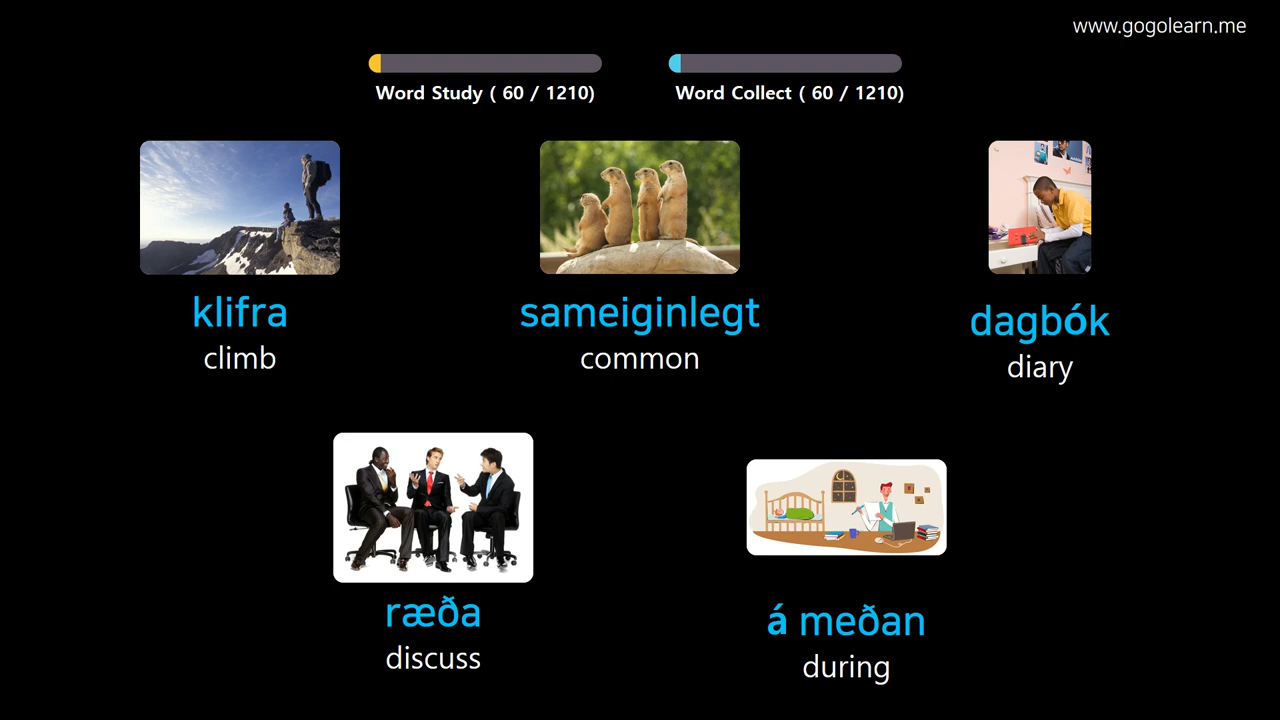 www.gogolearn.me
Word Study ( 60 / 1210)
Word Collect ( 60 / 1210)
klifra
climb
sameiginlegt
common
dagbók
diary
ræða
discuss
á meðan
during